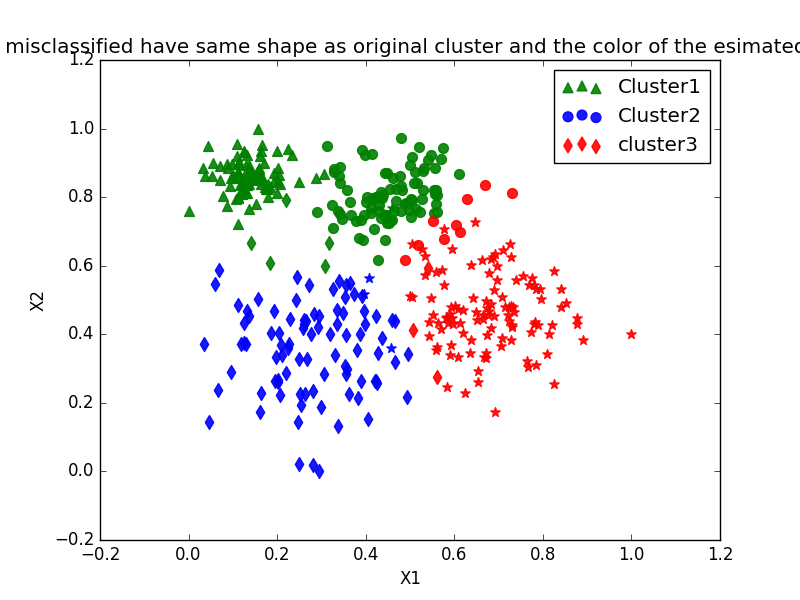 misclassified have same shape as original cluster and the color of the esimated
1.2
1.0
0.8
0.6
0.4
0.2
0.0
−0.2
X2
−0.2 0.0 0.2 0.4 0.6 0.8 1.0 1.2
X1
Cluster1
Cluster2
cluster3